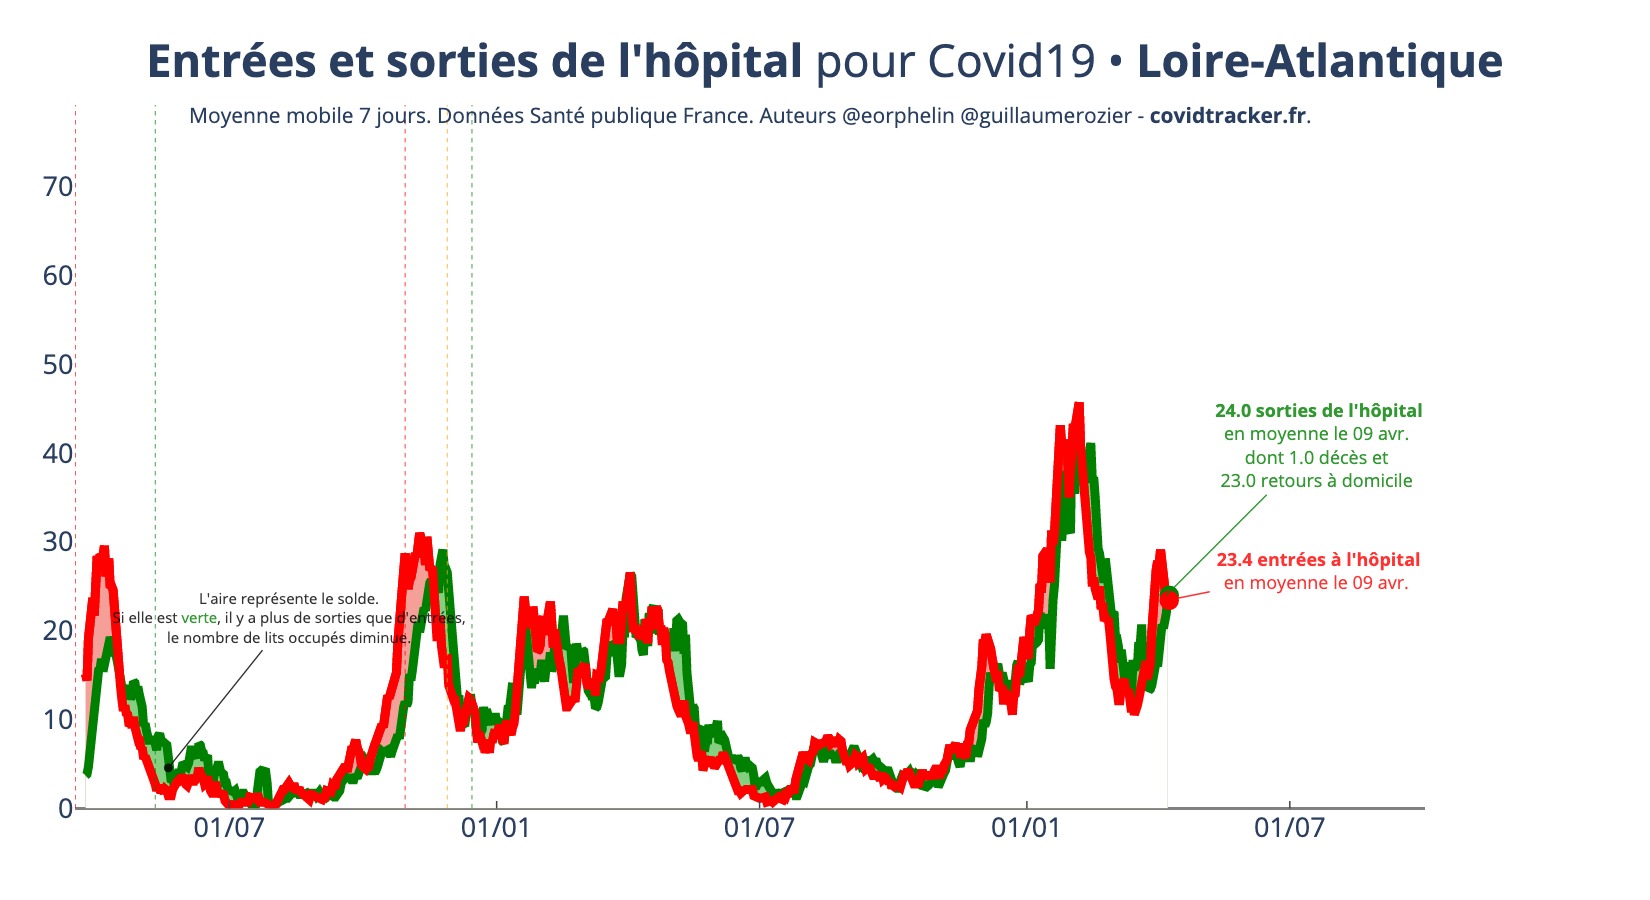 Entrées et sorties de l'hôpital pour Covid19 • Loire-Atlantique
Moyenne mobile 7 jours. Données Santé publique France. Auteurs @eorphelin @guillaumerozier - covidtracker.fr.
70
60
50
40
30
20
10
0
L'aire représente le solde.
Si elle est verte, il y a plus de sorties que d'entrées,
le nombre de lits occupés diminue.
24.0 sorties de l'hôpital
en moyenne le 09 avr.
dont 1.0 décès et
23.0 retours à domicile
23.4 entrées à l'hôpital
en moyenne le 09 avr.
01/07
01/01
01/07
01/01
01/07